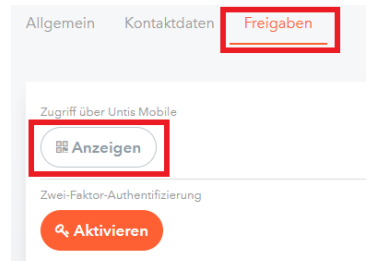 Allgemein Kontaktdaten Freigaben
Zugriff über Untis Mobile
Anzeigen
Zwei-Faktor-Authentifizierung
Aktivieren